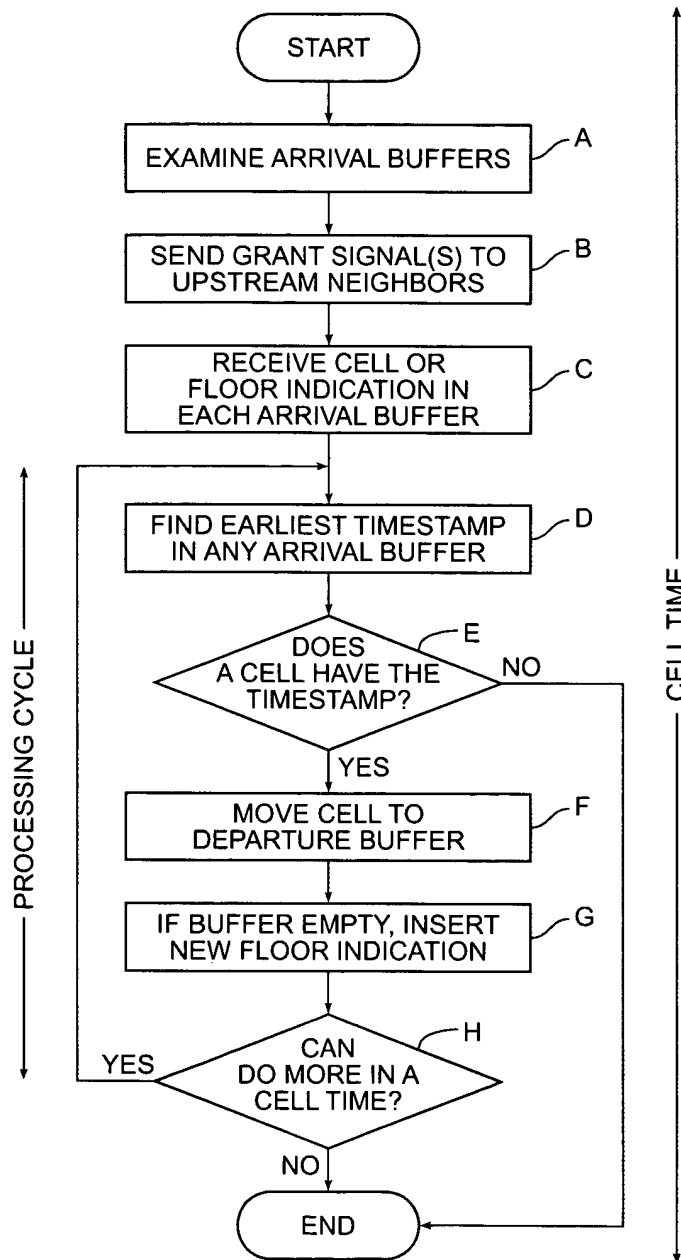 START
EXAMINE ARRIVAL BUFFERS
A
SEND GRANT SIGNAL(S) TO
UPSTREAM NEIGHBORS
B
RECEIVE CELL OR
FLOOR INDICATION IN
EACH ARRIVAL BUFFER
C
FIND EARLIEST TIMESTAMP
IN ANY ARRIVAL BUFFER
D
DOES
A CELL HAVE THE
TIMESTAMP?
E
NO
YES
MOVE CELL TO
DEPARTURE BUFFER
F
IF BUFFER EMPTY, INSERT
NEW FLOOR INDICATION
G
CAN
DO MORE IN A
CELL TIME?
H
YES
NO
END
PROCESSING CYCLE
CELL TIME